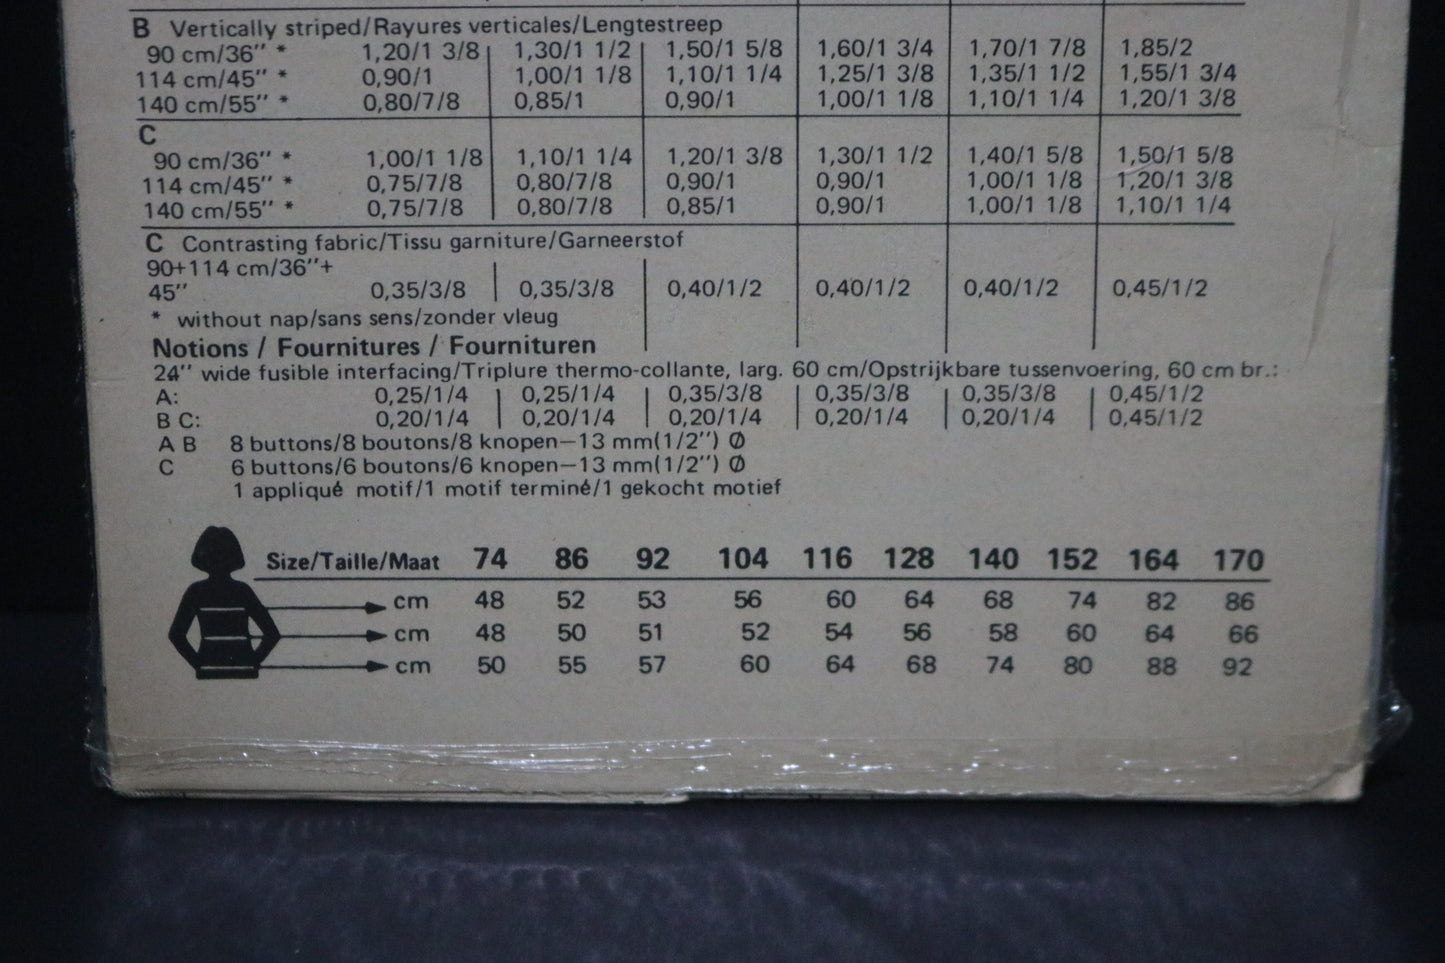 B Vertically striped/Rayures verticales/Lengtestreep
90 cm/36" * 1,20/1 3/8 1,30/1 1/2 1,50/1 5/8 1,60/1 3/4 1,70/1 7/8 1,85/2
114 cm/45" * 0,90/1 1,00/1 1/8 1,10/1 1/4 1,25/1 3/8 1,35/1 1/2 1,55/1 3/4
140 cm/55" * 0,80/7/8 0,85/1 0,90/1 1,00/1 1/8 1,10/1 1/4 1,20/1 3/8
C
90 cm/36" * 1,00/1 1/8 1,10/1 1/4 1,20/1 3/8 1,30/1 1/2 1,40/1 5/8 1,50/1 5/8
114 cm/45" * 0,75/7/8 0,80/7/8 0,90/1 0,90/1 1,00/1 1/8 1,20/1 3/8
140 cm/55" * 0,75/7/8 0,80/7/8 0,85/1 0,90/1 1,00/1 1/8 1,10/1 1/4
C Contrasting fabric/Tissu garniture/Garneerstof
90+114 cm/36"+
45" 0,35/3/8 0,35/3/8 0,40/1/2 0,40/1/2 0,40/1/2 0,45/1/2
* without nap/sans sens/zonder vleug
Notions / Fournitures / Fournituren
24" wide fusible interfacing/Triplure thermo-collante, larg. 60 cm/Opstrijkbare tussenvoering, 60 cm br.:
A: 0,25/1/4 0,25/1/4 0,35/3/8 0,35/3/8 0,35/3/8 0,45/1/2
B C: 0,20/1/4 0,20/1/4 0,20/1/4 0,20/1/4 0,20/1/4 0,45/1/2
A B 8 buttons/8 boutons/8 knopen—13 mm(1/2") Ø
C 6 buttons/6 boutons/6 knopen—13 mm(1/2") Ø
1 appliqué motif/1 motif terminé/1 gekocht motief
Size/Taille/Maat 74 86 92 104 116 128 140 152 164 170
cm 48 52 53 56 60 64 68 74 82 86
cm 48 50 51 52 54 56 58 60 64 66
cm 50 55 57 60 64 68 74 80 88 92